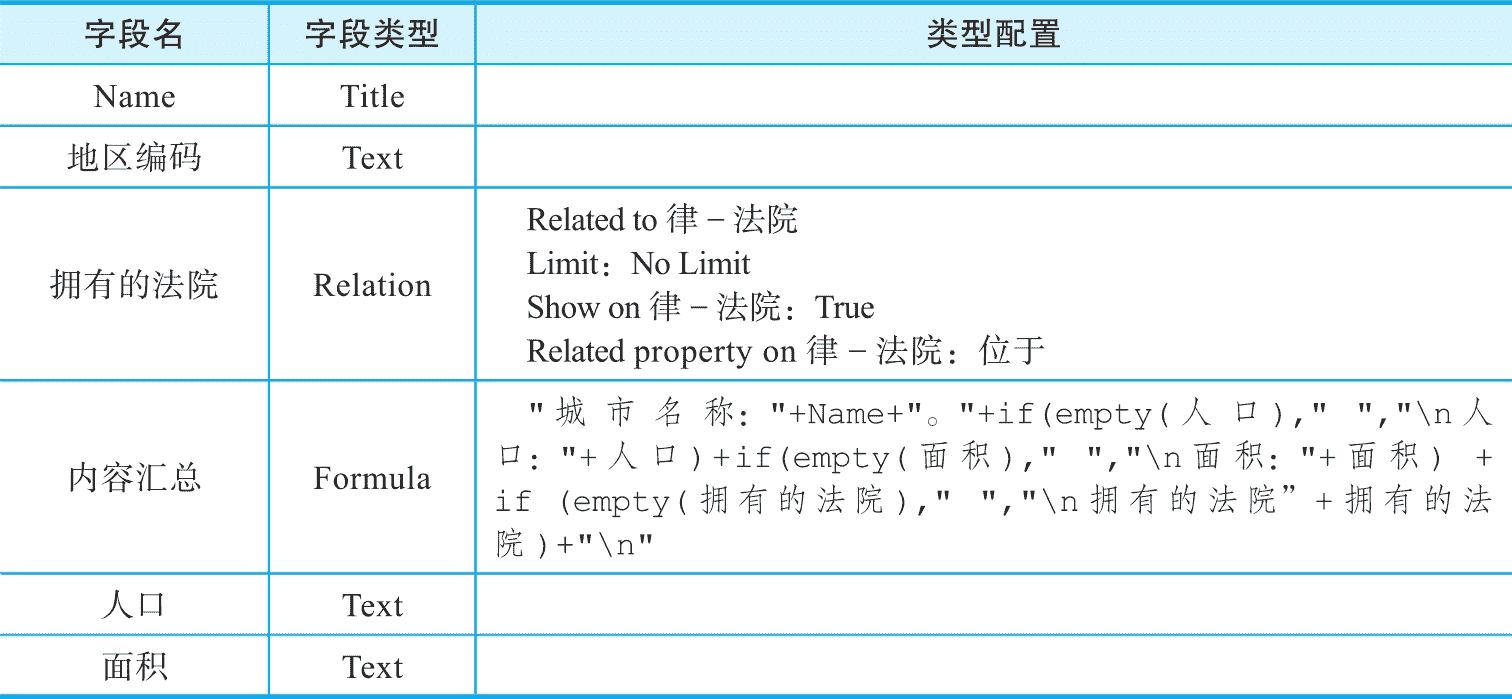 字段名 字段类型 类型配置
Name Title
地区编码 Text
拥有的法院 Relation
Related to 律－法院
Limit：No Limit
Show on 律－法院：True
Related property on 律－法院：位于
内容汇总 Formula
"城市名称："+Name+"。"+if(empty(人口)," ","\n人
口："+人口)+if(empty(面积)," ","\n面积："+面积) +
if (empty(拥有的法院)," ","\n拥有的法院”+拥有的法
院)+"\n"
人口 Text
面积 Text